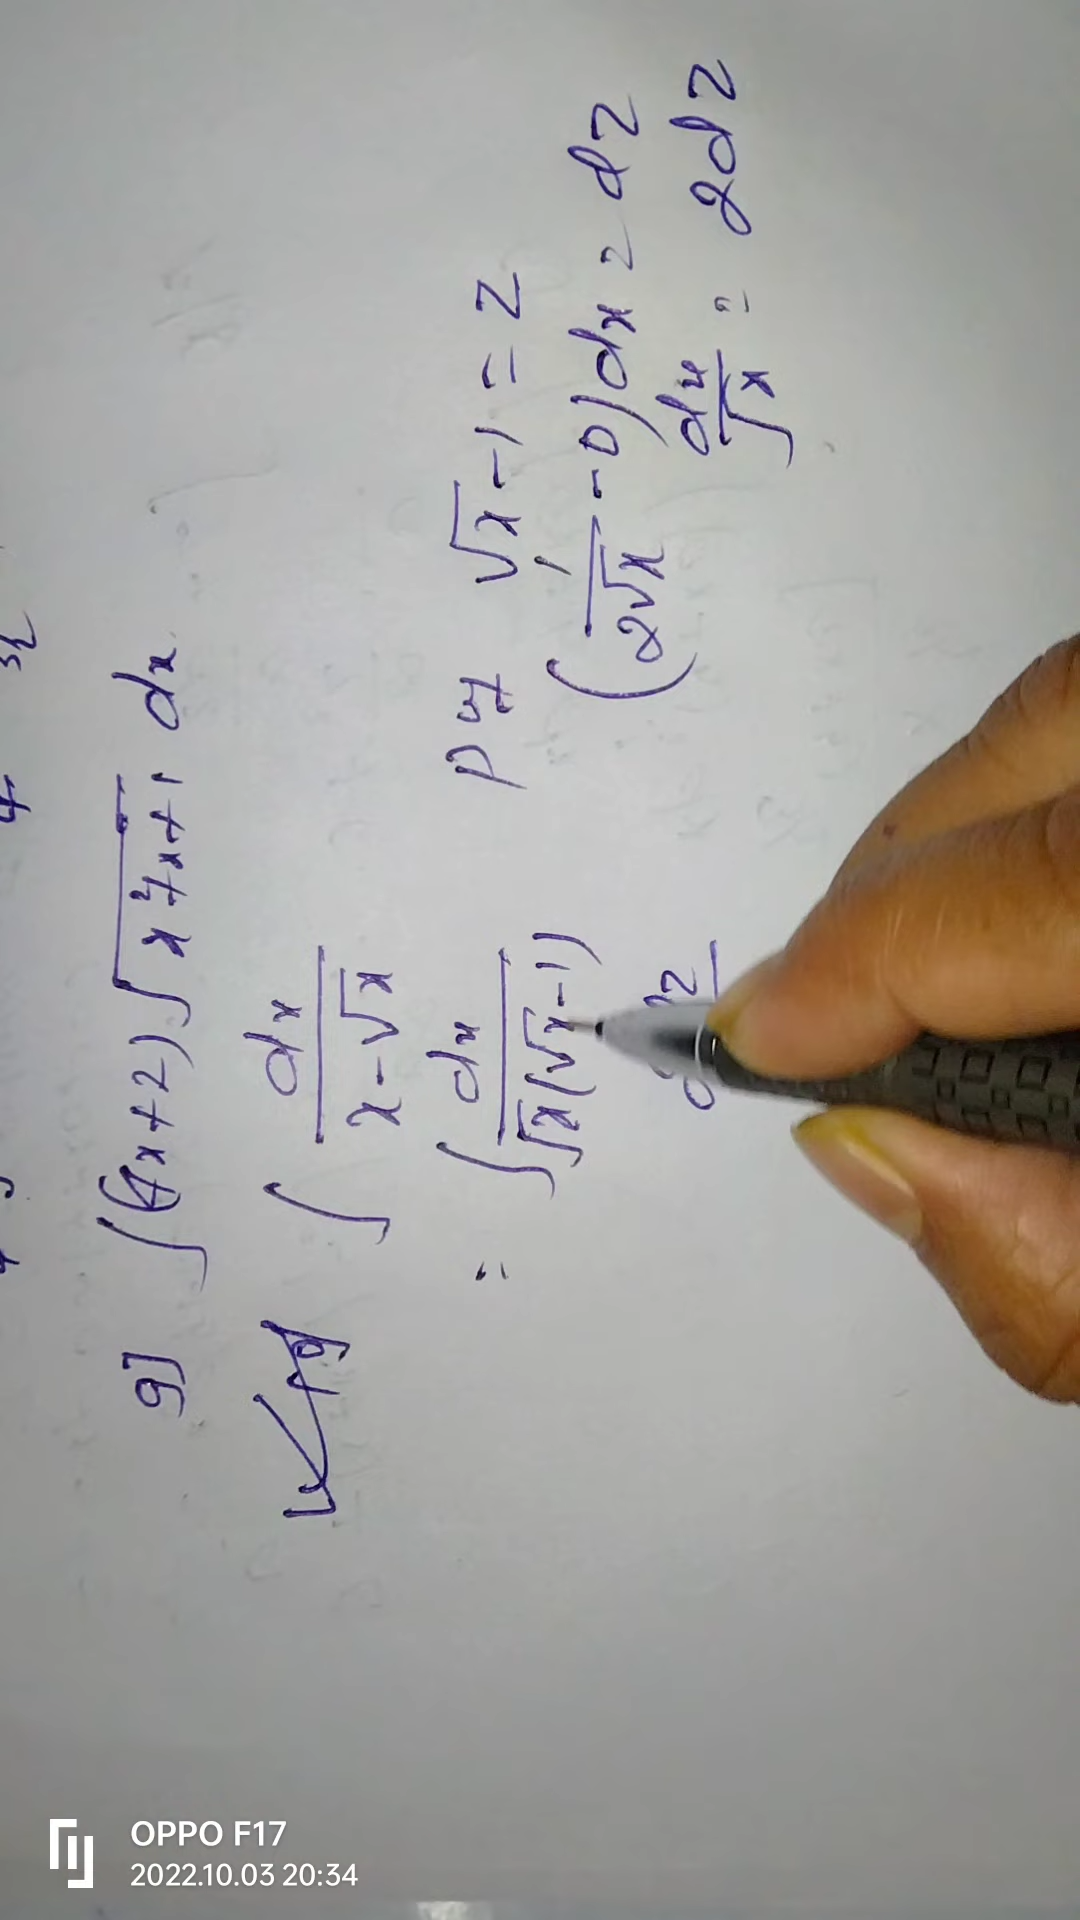 9] ∫(4x+2)√x²+x+1 dx
∫ dx / x-√x
= ∫ dx / √x(√x-1)
Put √x-1=z
(1/2√x - 0)dx = dz
dx/√x = 2dz
OPPO F17
2022.10.03 20:34